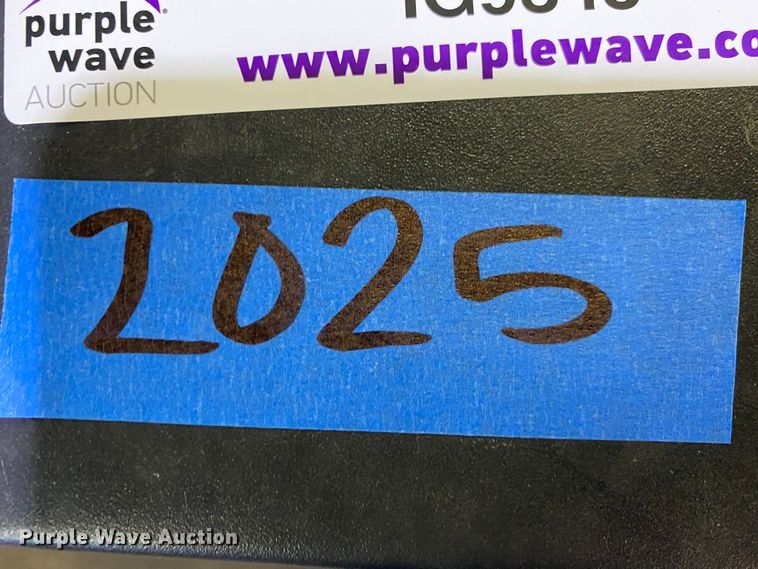 purple
wave
AUCTION
www.purplewave.co
2025
Purple Wave Auction